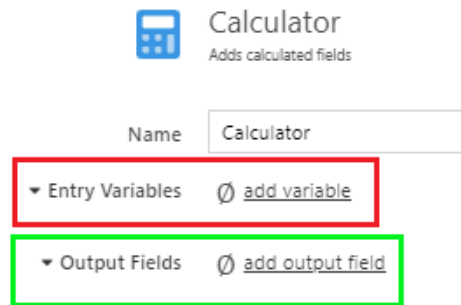 Calculator
Adds calculated fields
Name Calculator
Entry Variables Ø add variable
Output Fields Ø add output field